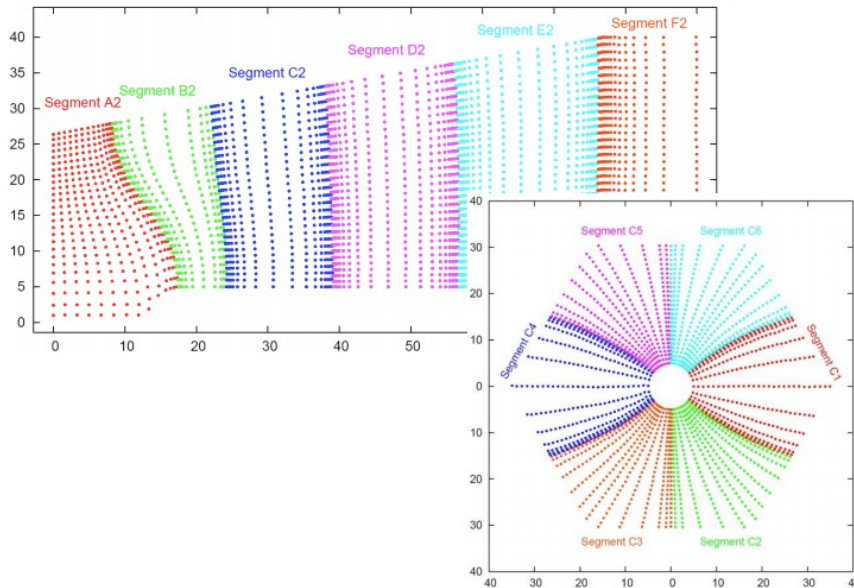 40
35
30
25
20
15
10
5
0
Segment A2
Segment B2
Segment C2
Segment D2
Segment E2
Segment F2
0 10 20 30 40 50
40
30
20
10
0
10
20
30
40
Segment C5
Segment C6
Segment C4
Segment C1
Segment C3
Segment C2
40 30 20 10 0 10 20 30